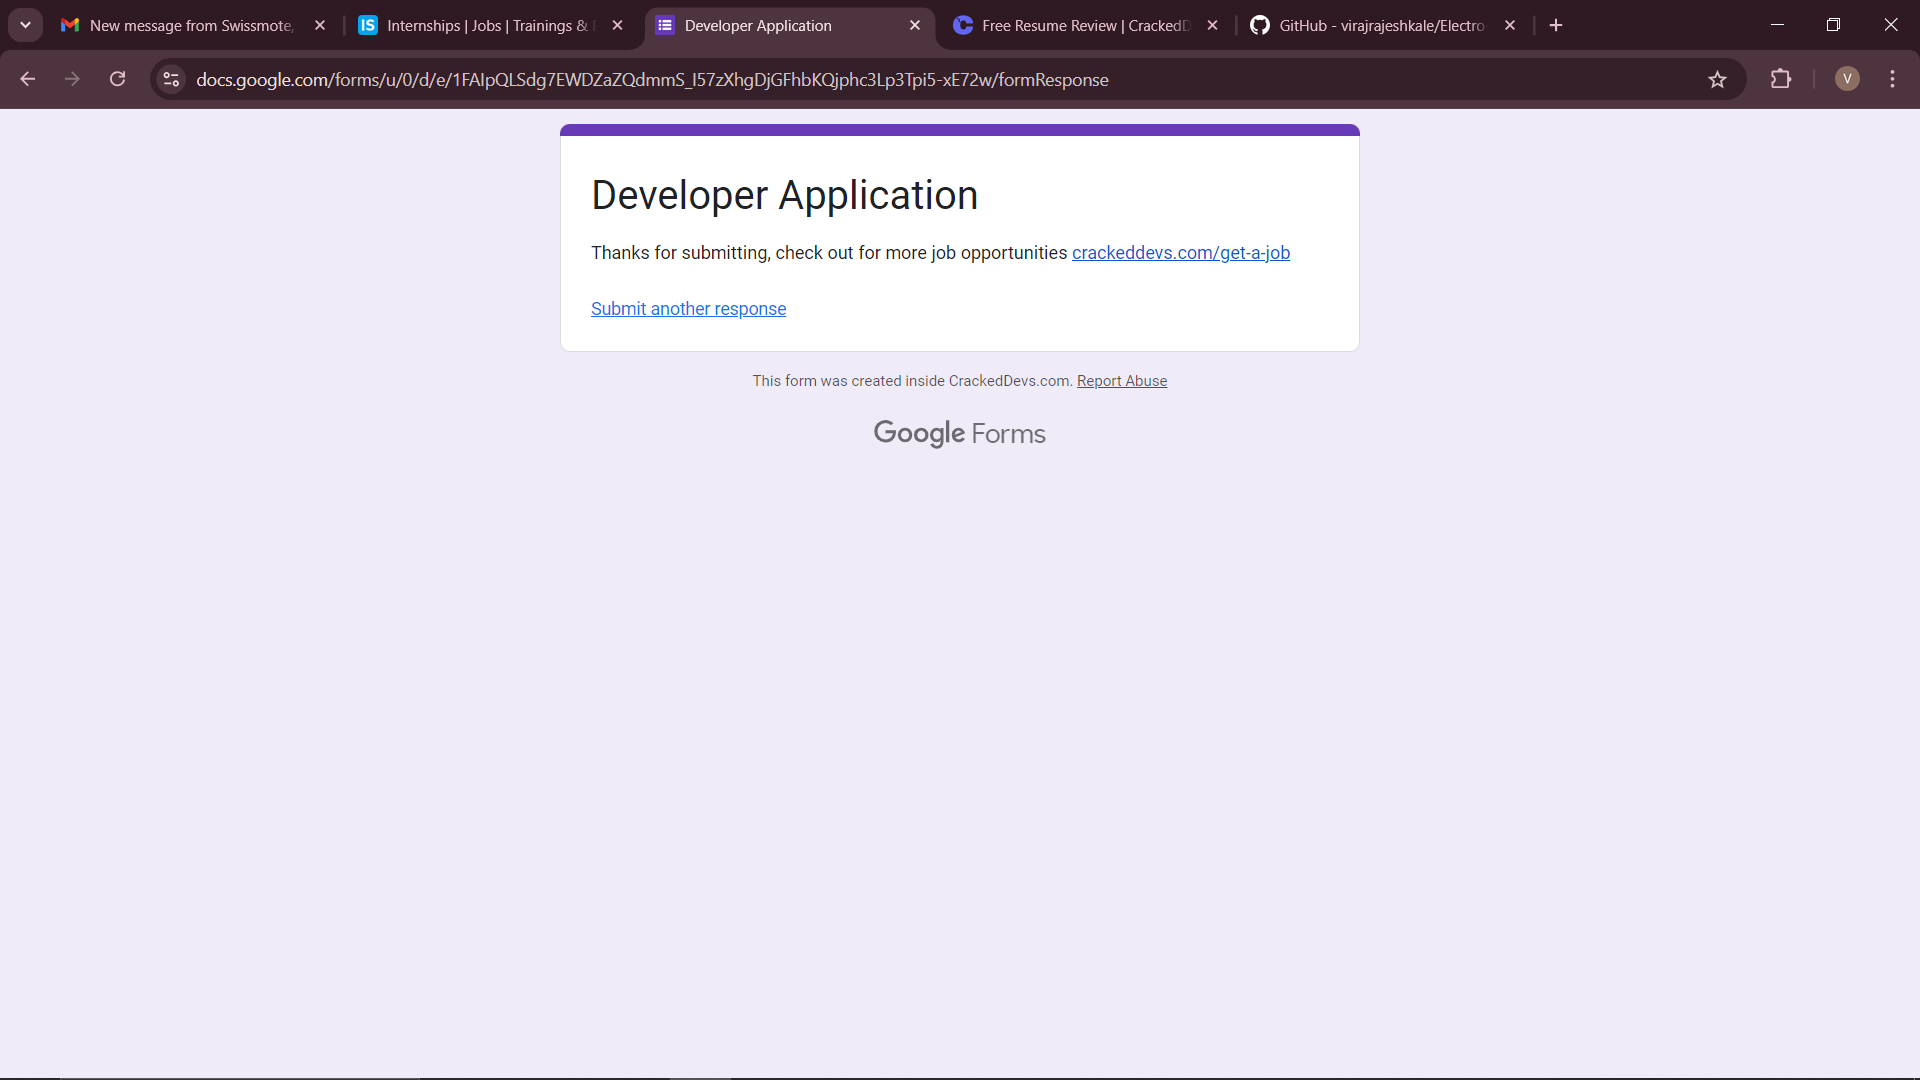 New message from Swissmote,
Internships | Jobs | Trainings &
Developer Application
Free Resume Review | CrackedD
GitHub - virajrajeshkale/Electro
docs.google.com/forms/u/0/d/e/1FAIpQLSdg7EWDZaZQdmmS_I57zXhgDjGFhbKQjphc3Lp3Tpi5-xE72w/formResponse
V
Developer Application
Thanks for submitting, check out for more job opportunities crackeddevs.com/get-a-job
Submit another response
This form was created inside CrackedDevs.com. Report Abuse
Google Forms